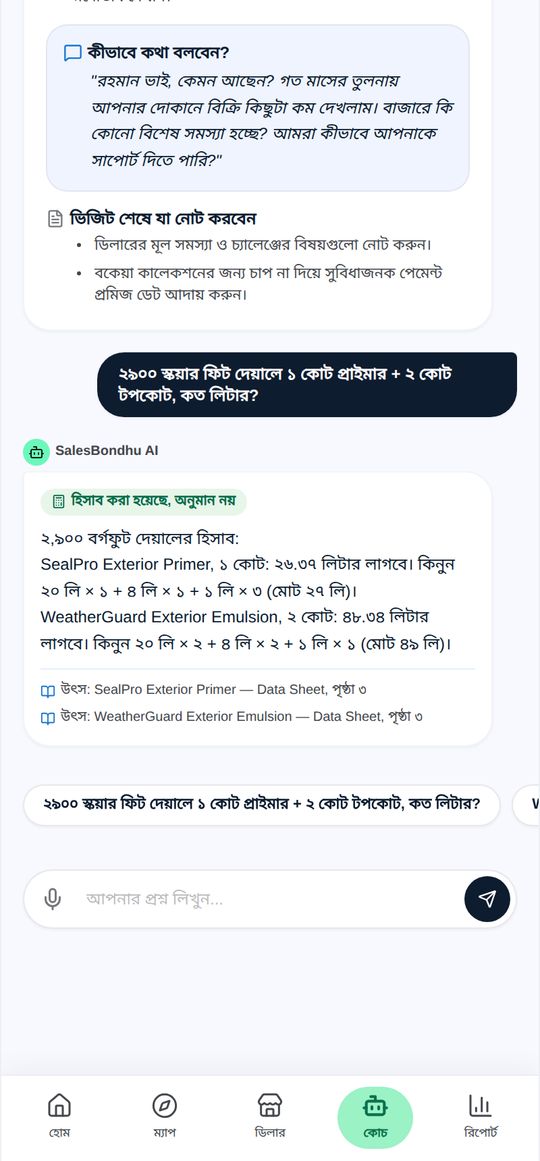 কীভাবে কথা বলবেন?
"রহমান ভাই, কেমন আছেন? গত মাসের তুলনায়
আপনার দোকানে বিক্রি কিছুটা কম দেখলাম। বাজারে কি
কোনো বিশেষ সমস্যা হচ্ছে? আমরা কীভাবে আপনাকে
সাপোর্ট দিতে পারি?"
ভিজিট শেষে যা নোট করবেন
• ডিলারের মূল সমস্যা ও চ্যালেঞ্জের বিষয়গুলো নোট করুন।
• বকেয়া কালেকশনের জন্য চাপ না দিয়ে সুবিধাজনক পেমেন্ট
প্রমিজ ডেট আদায় করুন।
২৯০০ স্কয়ার ফিট দেয়ালে ১ কোট প্রাইমার + ২ কোট
টপকোট, কত লিটার?
SalesBondhu AI
হিসাব করা হয়েছে, অনুমান নয়
২,৯০০ বর্গফুট দেয়ালের হিসাব:
SealPro Exterior Primer, ১ কোট: ২৬.৩৭ লিটার লাগবে। কিনুন
২০ লি × ১ + ৪ লি × ১ + ১ লি × ৩ (মোট ২৭ লি)।
WeatherGuard Exterior Emulsion, ২ কোট: ৪৮.৩৪ লিটার
লাগবে। কিনুন ২০ লি × ২ + ৪ লি × ২ + ১ লি × ১ (মোট ৪৯ লি)।
উৎস: SealPro Exterior Primer — Data Sheet, পৃষ্ঠা ৩
উৎস: WeatherGuard Exterior Emulsion — Data Sheet, পৃষ্ঠা ৩
২৯০০ স্কয়ার ফিট দেয়ালে ১ কোট প্রাইমার + ২ কোট টপকোট, কত লিটার?
আপনার প্রশ্ন লিখুন...
হোম ম্যাপ ডিলার কোচ রিপোর্ট